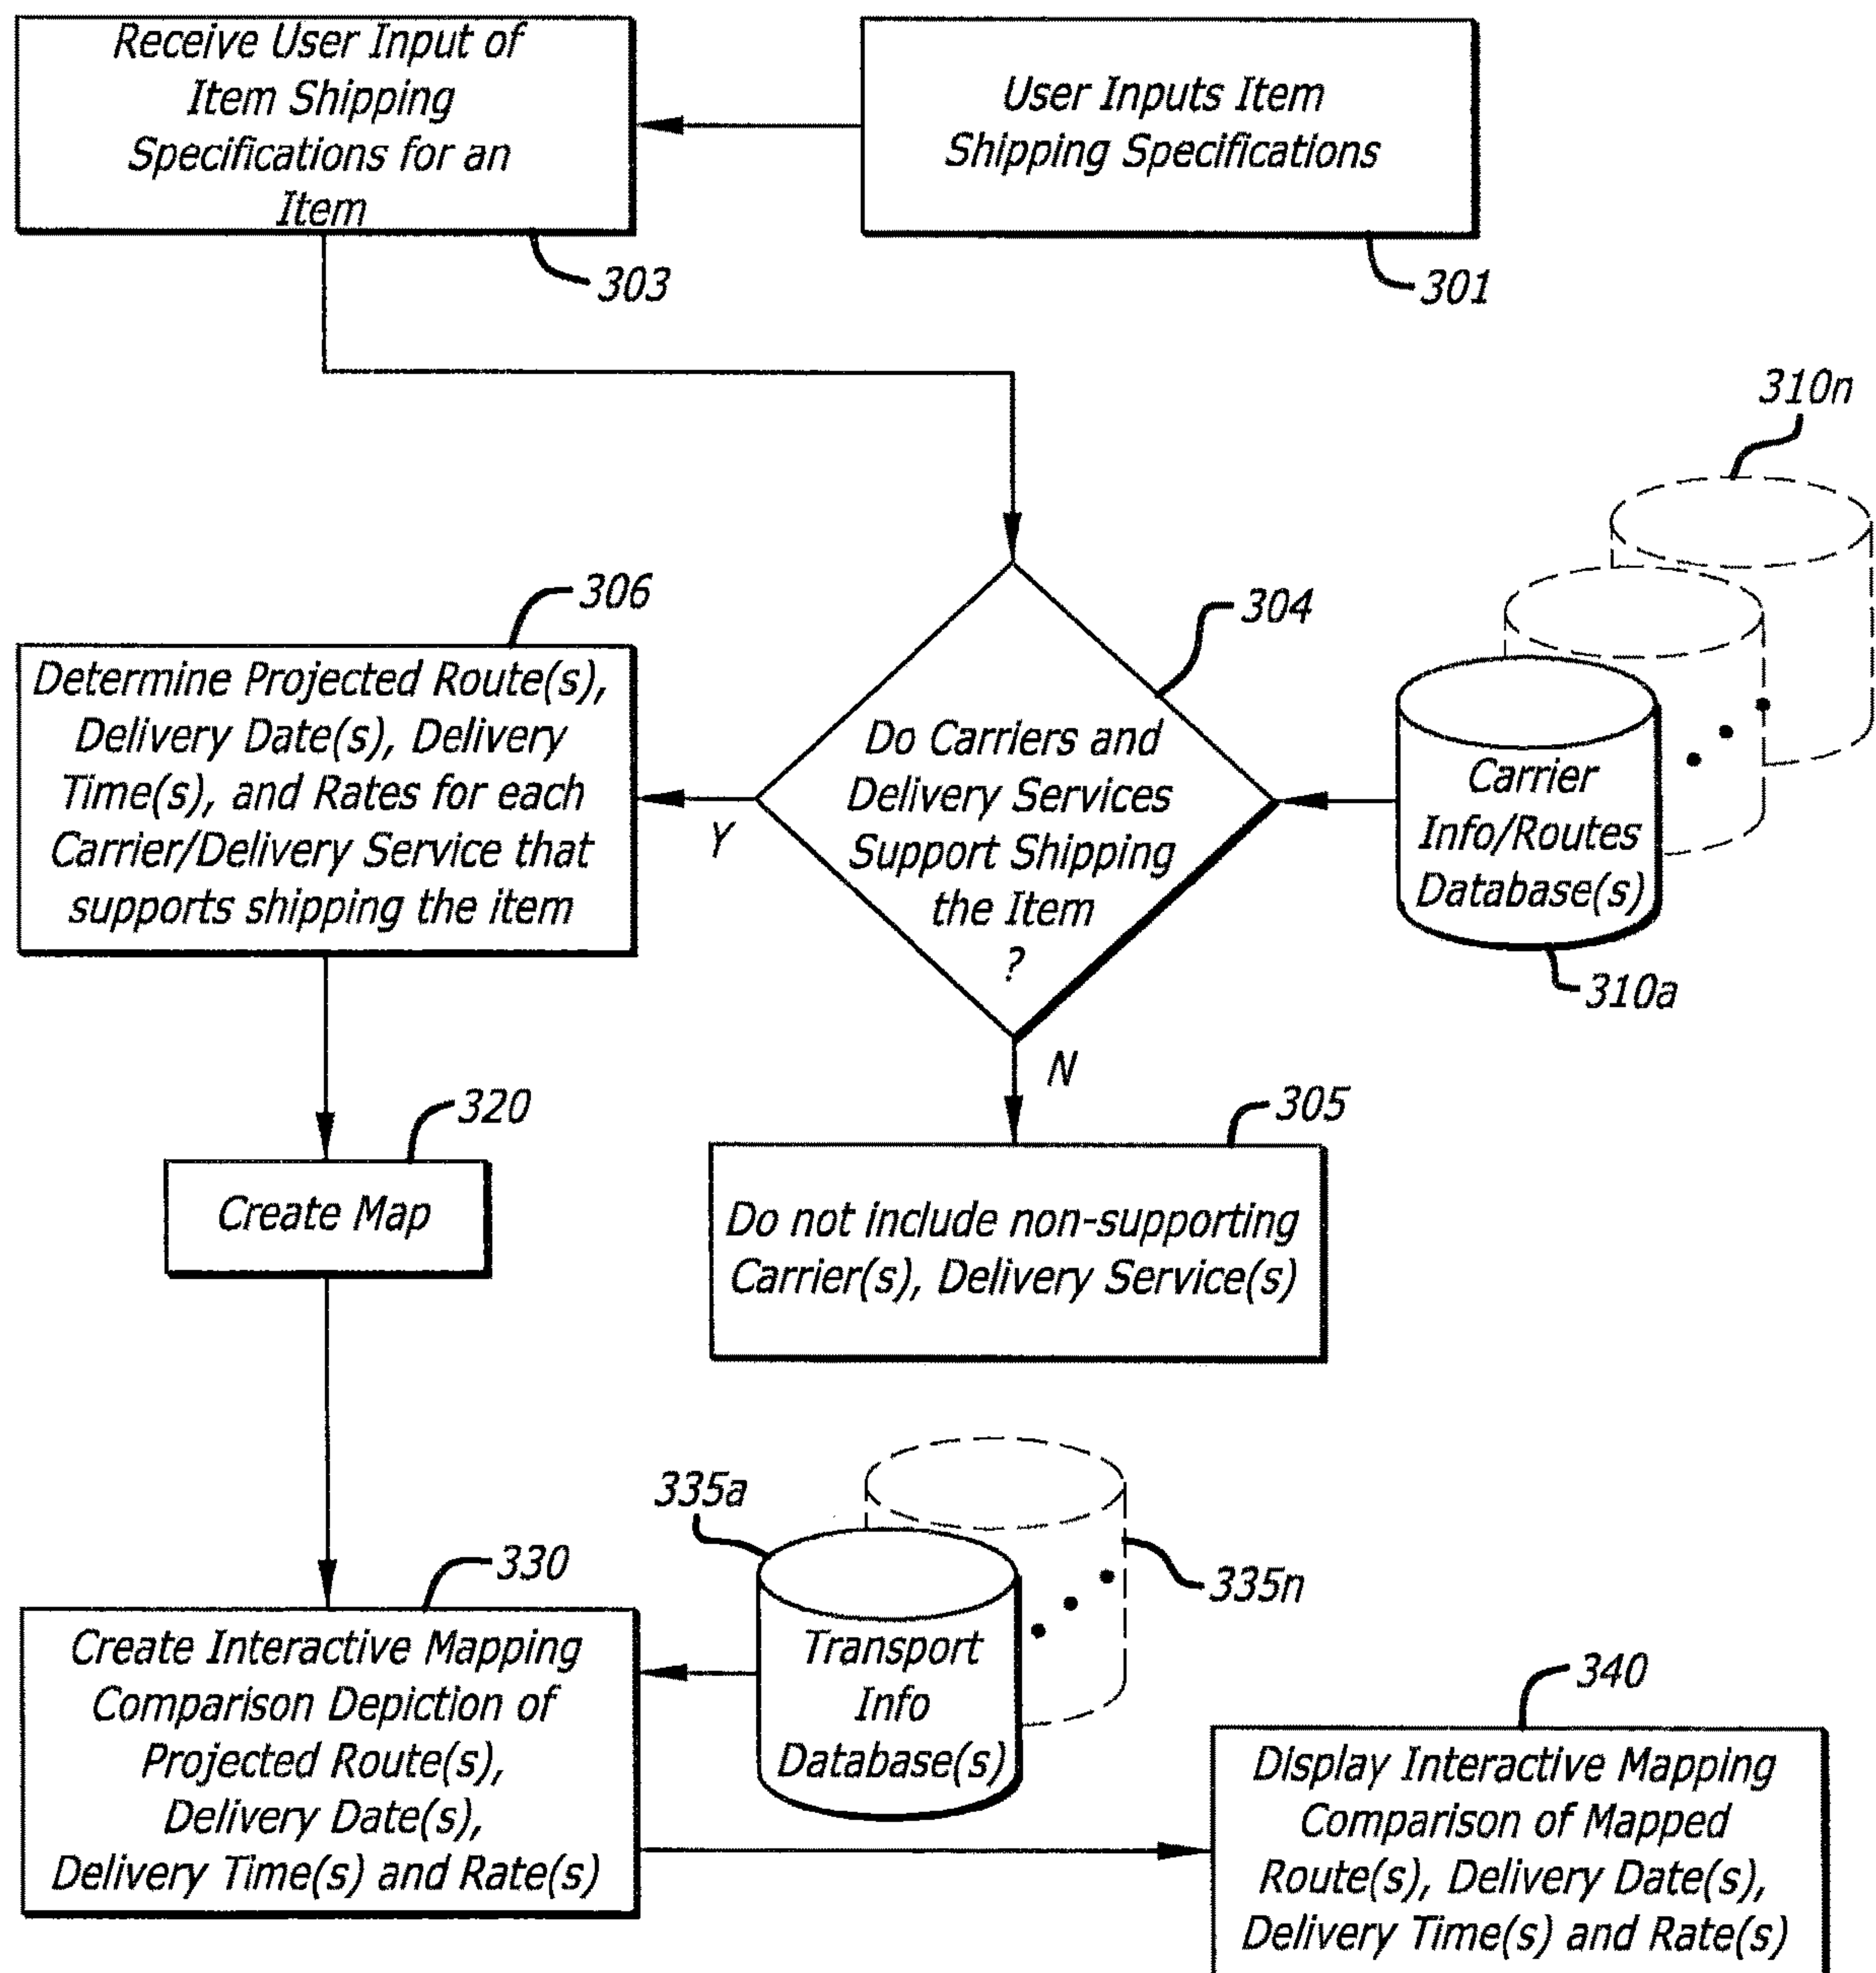 Receive User Input of
Item Shipping
Specifications for an
Item
303
User Inputs Item
Shipping Specifications
301
310n
304
Do Carriers and
Delivery Services
Support Shipping
the Item
?
Y
N
Carrier
Info/Routes
Database(s)
310a
306
Determine Projected Route(s),
Delivery Date(s), Delivery
Time(s), and Rates for each
Carrier/Delivery Service that
supports shipping the item
320
Create Map
305
Do not include non-supporting
Carrier(s), Delivery Service(s)
330
Create Interactive Mapping
Comparison Depiction of
Projected Route(s),
Delivery Date(s),
Delivery Time(s) and Rate(s)
335a
Transport
Info
Database(s)
335n
340
Display Interactive Mapping
Comparison of Mapped
Route(s), Delivery Date(s),
Delivery Time(s) and Rate(s)